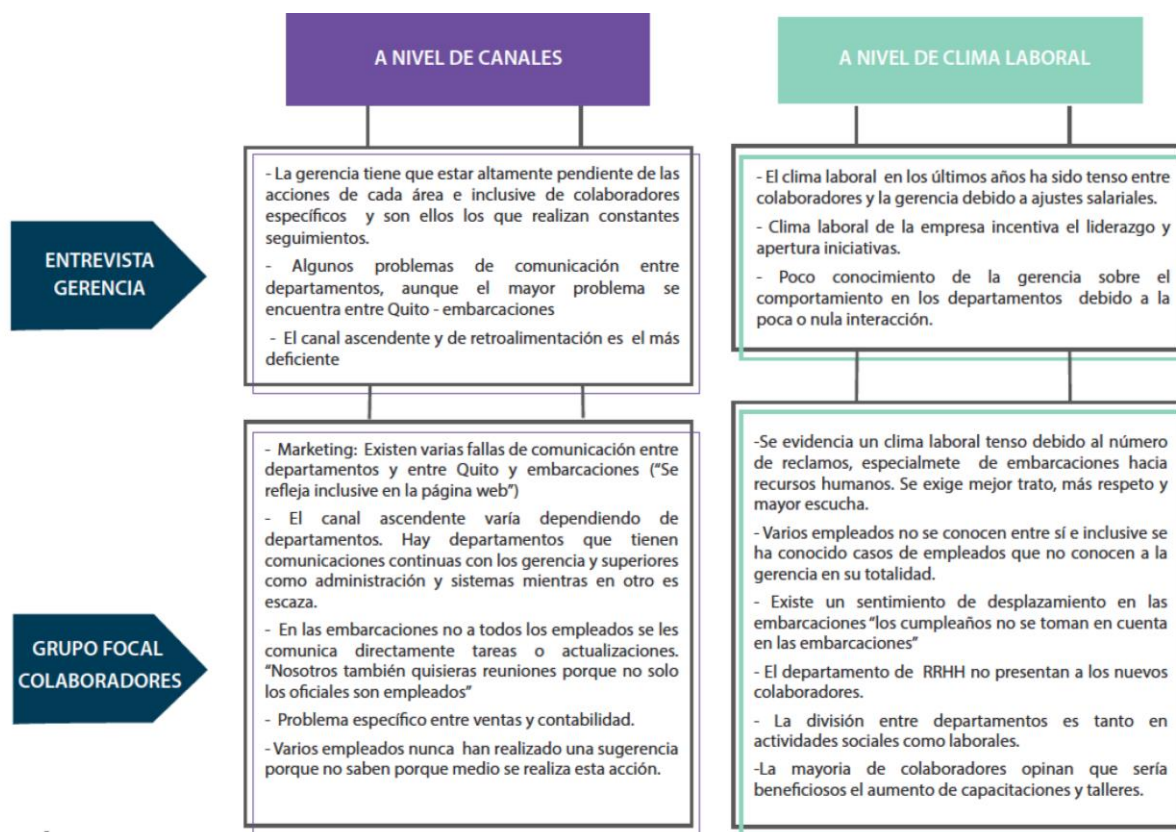 A NIVEL DE CANALES
A NIVEL DE CLIMA LABORAL
ENTREVISTA
GERENCIA
- La gerencia tiene que estar altamente pendiente de las
acciones de cada área e inclusive de colaboradores
específicos y son ellos los que realizan constantes
seguimientos.
- Algunos problemas de comunicación entre
departamentos, aunque el mayor problema se
encuentra entre Quito - embarcaciones
- El canal ascendente y de retroalimentación es el más
deficiente
- El clima laboral en los últimos años ha sido tenso entre
colaboradores y la gerencia debido a ajustes salariales.
- Clima laboral de la empresa incentiva el liderazgo y
apertura iniciativas.
- Poco conocimiento de la gerencia sobre el
comportamiento en los departamentos debido a la
poca o nula interacción.
GRUPO FOCAL
COLABORADORES
- Marketing: Existen varias fallas de comunicación entre
departamentos y entre Quito y embarcaciones ("Se
refleja inclusive en la página web")
- El canal ascendente varía dependiendo de
departamentos. Hay departamentos que tienen
comunicaciones continuas con los gerencia y superiores
como administración y sistemas mientras en otro es
escaza.
- En las embarcaciones no a todos los empleados se les
comunica directamente tareas o actualizaciones.
"Nosotros también quisieras reuniones porque no solo
los oficiales son empleados"
- Problema específico entre ventas y contabilidad.
- Varios empleados nunca han realizado una sugerencia
porque no saben porque medio se realiza esta acción.
-Se evidencia un clima laboral tenso debido al número
de reclamos, especialmete de embarcaciones hacia
recursos humanos. Se exige mejor trato, más respeto y
mayor escucha.
- Varios empleados no se conocen entre sí e inclusive se
ha conocido casos de empleados que no conocen a la
gerencia en su totalidad.
- Existe un sentimiento de desplazamiento en las
embarcaciones "los cumpleaños no se toman en cuenta
en las embarcaciones"
- El departamento de RRHH no presentan a los nuevos
colaboradores.
- La división entre departamentos es tanto en
actividades sociales como laborales.
-La mayoria de colaboradores opinan que sería
beneficiosos el aumento de capacitaciones y talleres.